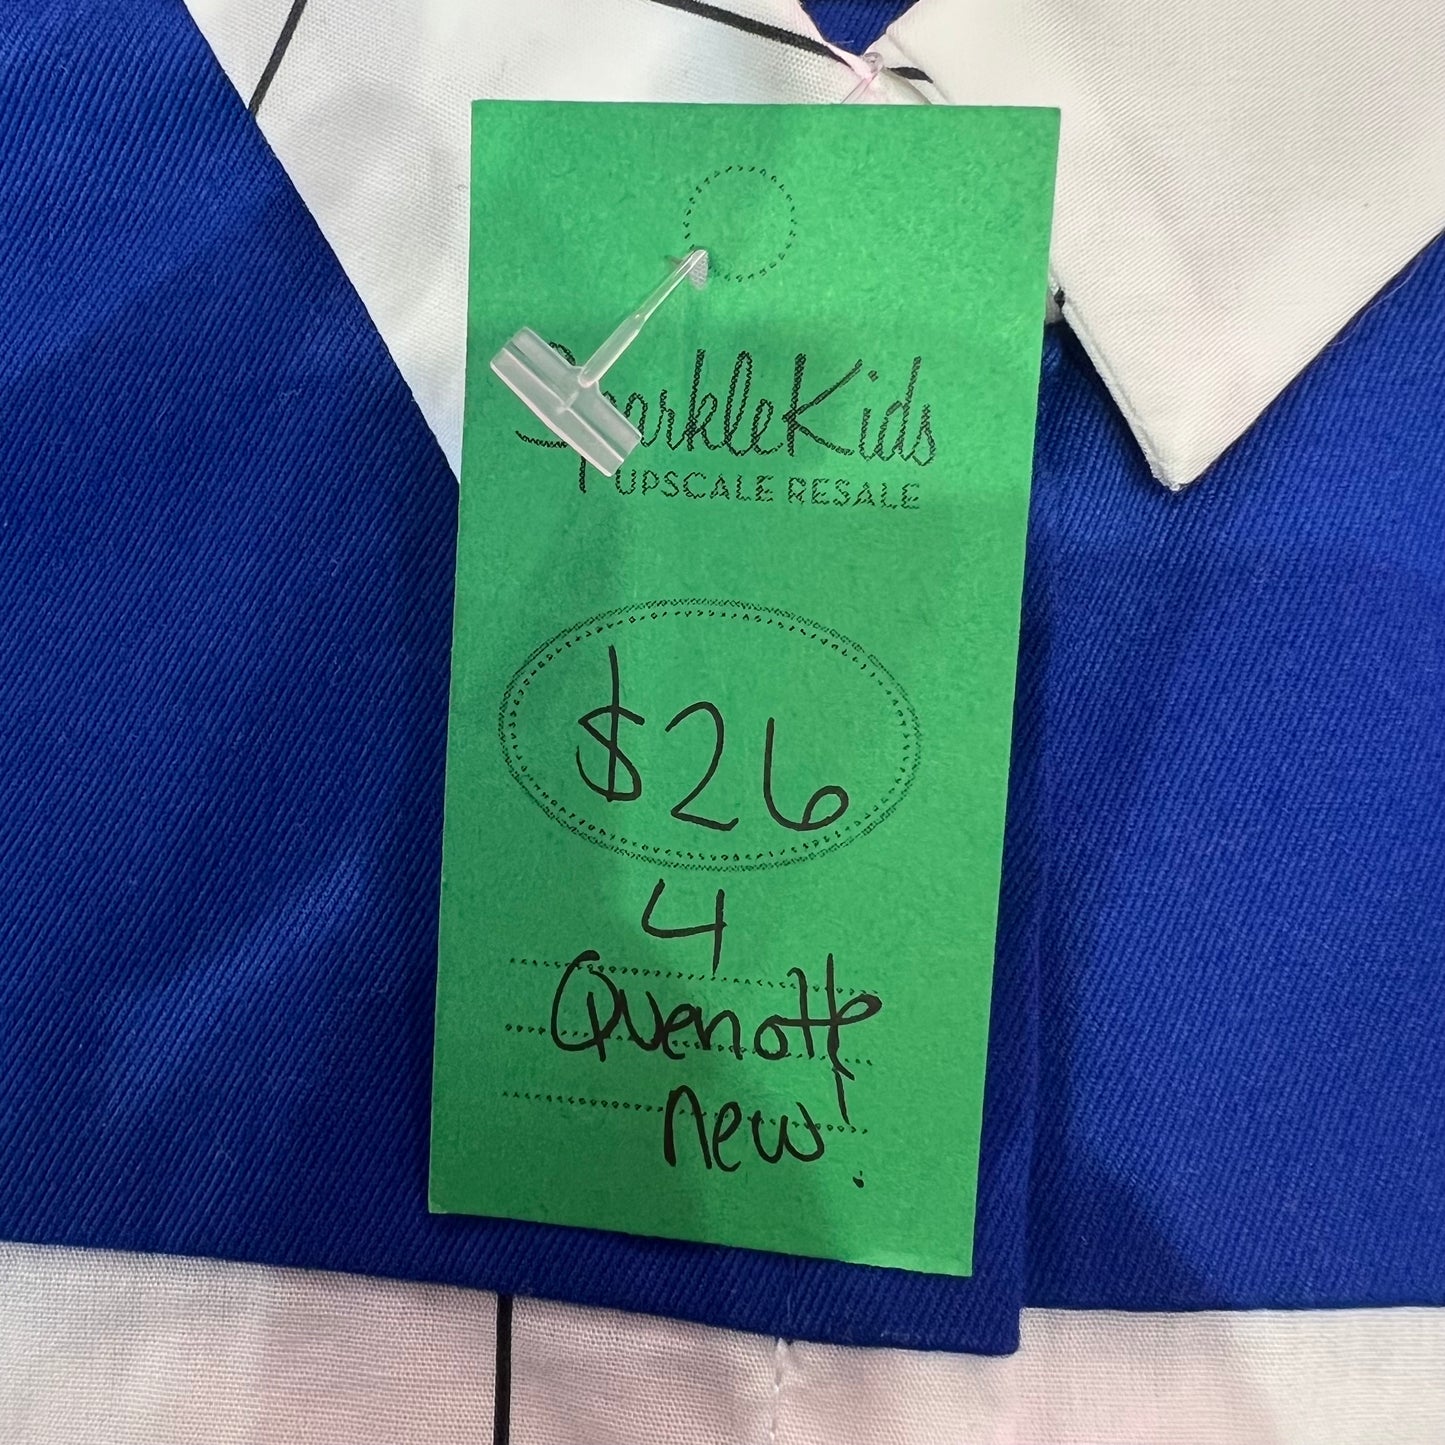 SparkleKids
UPSCALE RESALE
$26
4
Quenotte
new!